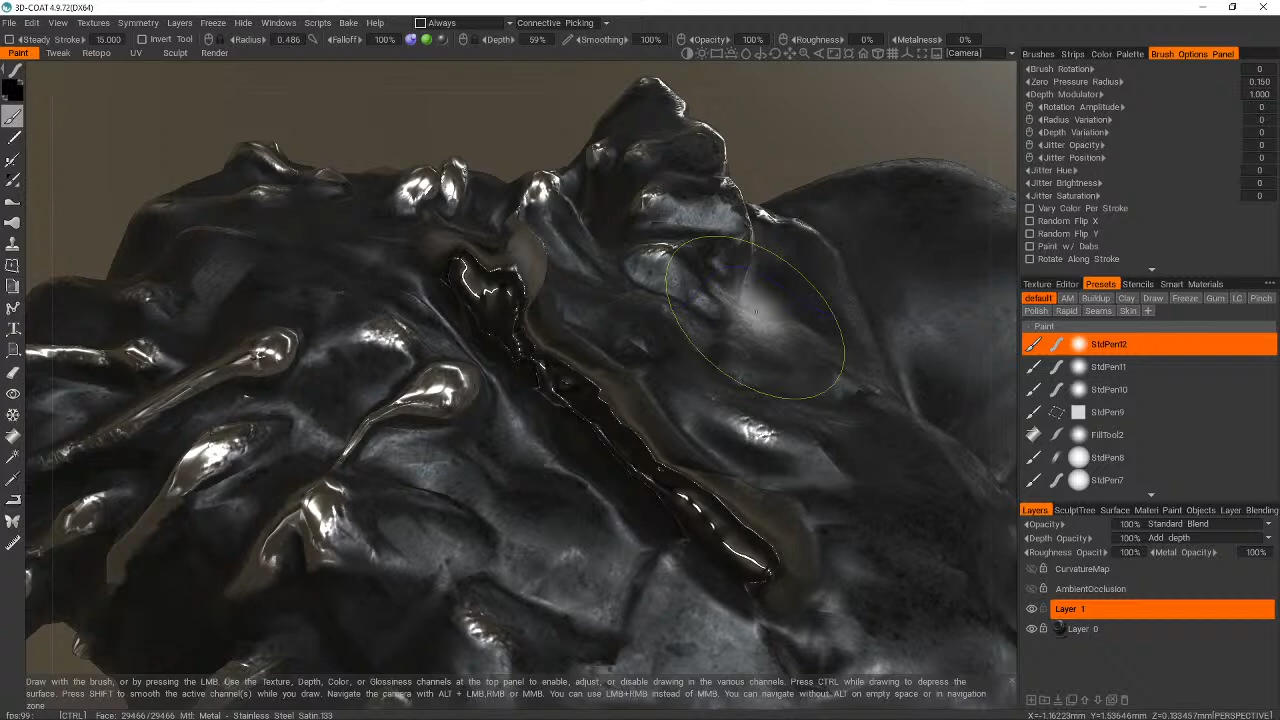 3D-COAT 4.9.72(DX64)
File Edit View Textures Geometry Symmetry Layers Freeze Hide Windows Scripts Bake Help Always Connective Picking
Steady Stroke 15.000 Invert Tool Radius 0.486 Falloff 100% Depth 59% Smoothing 100% Opacity 100% Roughness 0% Metalness 0%
Paint Tweak Retopo UV Sculpt Render [Camera] Brushes Strips Color Palette Brush Options Panel
Brush Rotation 0
Zero Pressure Radius 0.150
Depth Modulator 1.000
Rotation Amplitude 0
Radius Variation 0
Depth Variation 0
Jitter Opacity 0
Jitter Position 0
Jitter Hue 0
Jitter Brightness 0
Jitter Saturation 0
Vary Color Per Stroke
Random Flip X
Random Flip Y
Paint w/ Dabs
Rotate Along Stroke
Texture Editor Presets Stencils Smart Materials
default AM Buildup Clay Draw Freeze Gum LC Pinch
Polish Rapid Seams Skin +
- Paint
StdPen12
StdPen11
StdPen10
StdPen9
FillTool2
StdPen8
StdPen7
Layers SculptTree Surface Materi Paint Objects Layer Blending
Opacity 100% Standard Blend
Depth Opacity 100% Add depth
Roughness Opacit 100% Metal Opacity 100%
CurvatureMap
AmbientOcclusion
Layer 1
Layer 0
Draw with the brush, or by pressing the LMB. Use the Texture, Depth, Color, or Glossiness channels at the top panel to enable, adjust, or disable drawing in the various channels. Press CTRL while drawing to depress the
surface. Press SHIFT to smooth the active channel(s) while you draw. Navigate the camera with ALT + LMB,RMB or MMB. You can use LMB+RMB instead of MMB. You can navigate without ALT on empty space or in navigation
zone
fps:99; [CTRL] Face: 29466/29466 Mtl: Metal - Stainless Steel Satin:133 X=-1.16223mm Y=1.53646mm Z=0.133457mm[PERSPECTIVE]